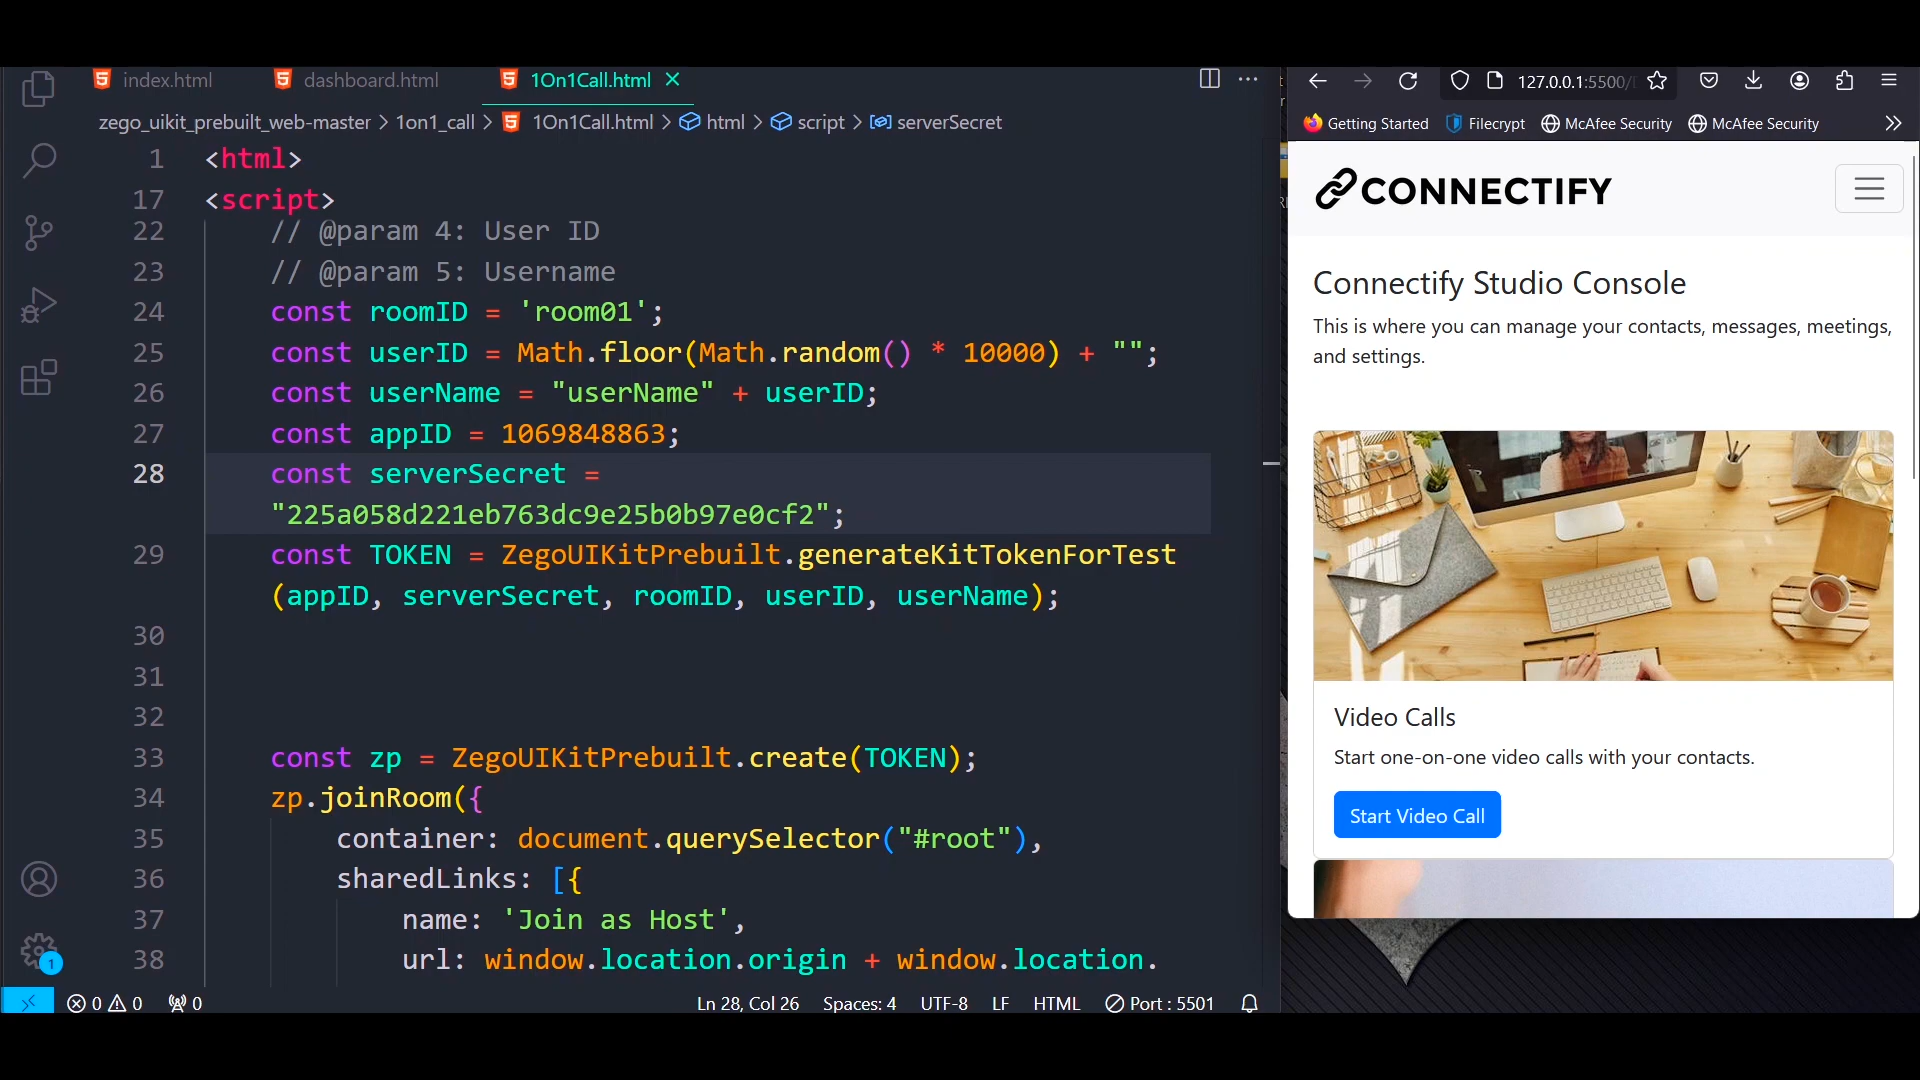 index.html
dashboard.html
1On1Call.html
zego_uikit_prebuilt_web-master > 1on1_call > 1On1Call.html > html > script > serverSecret
1 <html>
17 <script>
22 // @param 4: User ID
23 // @param 5: Username
24 const roomID = 'room01';
25 const userID = Math.floor(Math.random() * 10000) + "";
26 const userName = "userName" + userID;
27 const appID = 1069848863;
28 const serverSecret =
"225a058d221eb763dc9e25b0b97e0cf2";
29 const TOKEN = ZegoUIKitPrebuilt.generateKitTokenForTest
(appID, serverSecret, roomID, userID, userName);
30
31
32
33 const zp = ZegoUIKitPrebuilt.create(TOKEN);
34 zp.joinRoom({
35 container: document.querySelector("#root"),
36 sharedLinks: [{
37 name: 'Join as Host',
38 url: window.location.origin + window.location.
1
0 0 0
Ln 28, Col 26 Spaces: 4 UTF-8 LF HTML Port : 5501
127.0.0.1:5500/
Getting Started Filecrypt McAfee Security McAfee Security
CONNECTIFY
Connectify Studio Console
This is where you can manage your contacts, messages, meetings,
and settings.
Video Calls
Start one-on-one video calls with your contacts.
Start Video Call